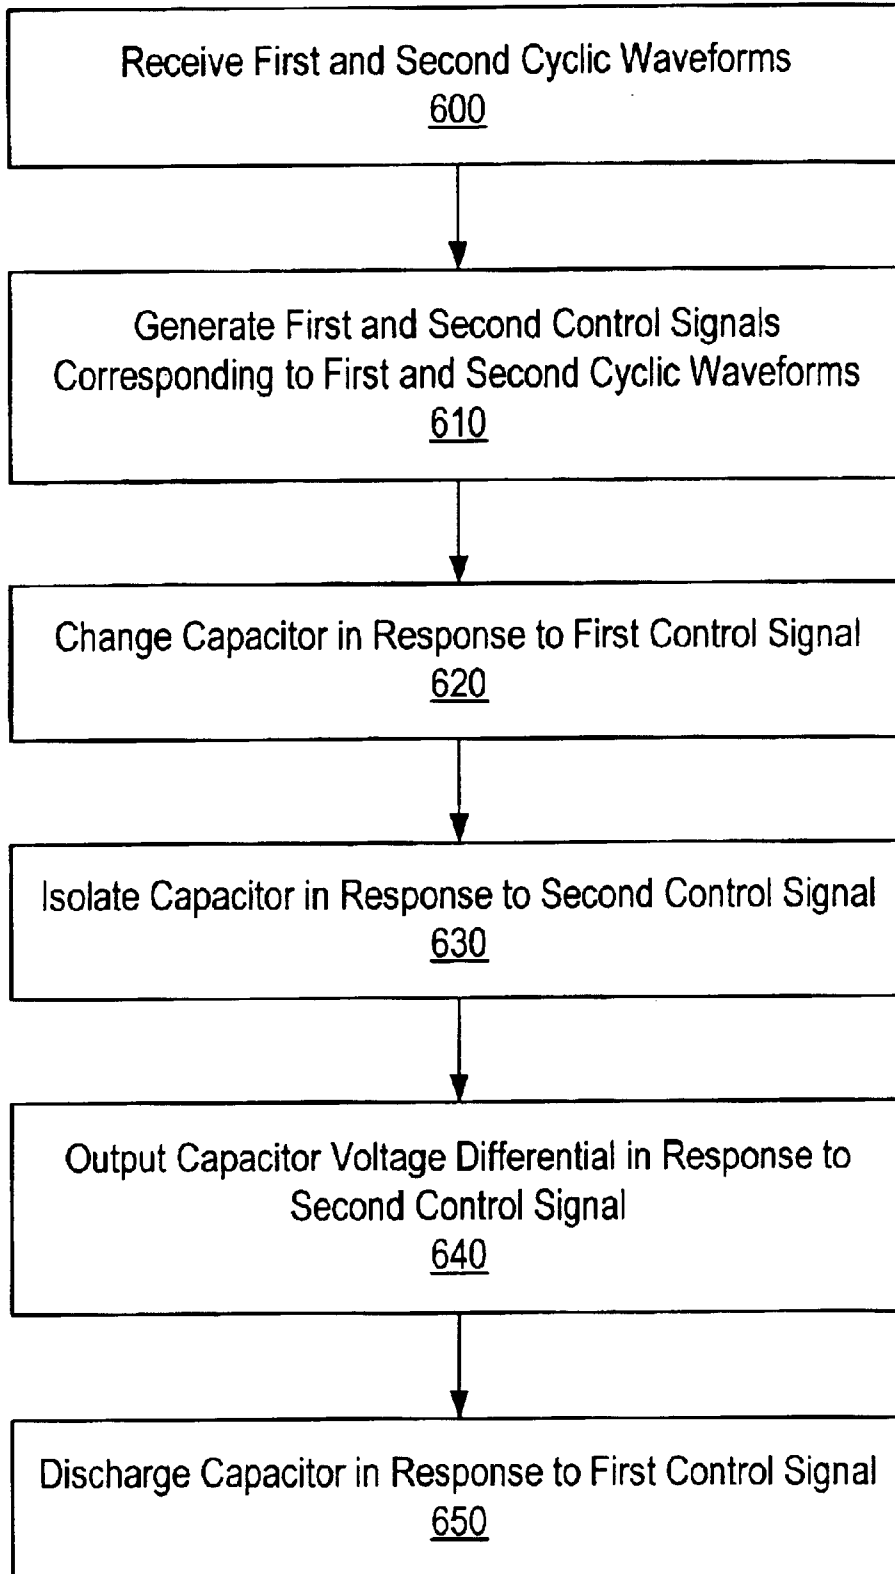 Receive First and Second Cyclic Waveforms
600
Generate First and Second Control Signals
Corresponding to First and Second Cyclic Waveforms
610
Change Capacitor in Response to First Control Signal
620
Isolate Capacitor in Response to Second Control Signal
630
Output Capacitor Voltage Differential in Response to
Second Control Signal
640
Discharge Capacitor in Response to First Control Signal
650